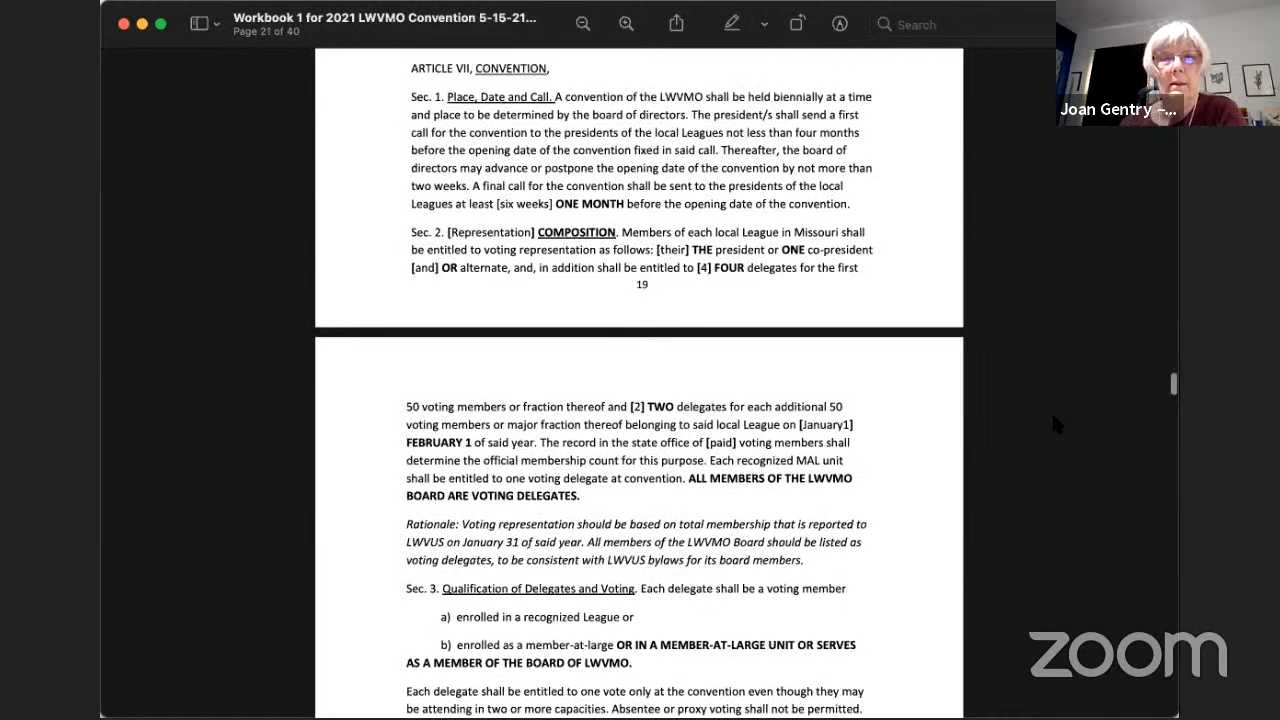 Workbook 1 for 2021 LWVMO Convention 5-15-21...
Page 21 of 40
Search
Joan Gentry –...
ARTICLE VII, CONVENTION,
Sec. 1. Place, Date and Call. A convention of the LWVMO shall be held biennially at a time
and place to be determined by the board of directors. The president/s shall send a first
call for the convention to the presidents of the local Leagues not less than four months
before the opening date of the convention fixed in said call. Thereafter, the board of
directors may advance or postpone the opening date of the convention by not more than
two weeks. A final call for the convention shall be sent to the presidents of the local
Leagues at least [six weeks] ONE MONTH before the opening date of the convention.
Sec. 2. [Representation] COMPOSITION. Members of each local League in Missouri shall
be entitled to voting representation as follows: [their] THE president or ONE co-president
[and] OR alternate, and, in addition shall be entitled to [4] FOUR delegates for the first
19
50 voting members or fraction thereof and [2] TWO delegates for each additional 50
voting members or major fraction thereof belonging to said local League on [January1]
FEBRUARY 1 of said year. The record in the state office of [paid] voting members shall
determine the official membership count for this purpose. Each recognized MAL unit
shall be entitled to one voting delegate at convention. ALL MEMBERS OF THE LWVMO
BOARD ARE VOTING DELEGATES.
Rationale: Voting representation should be based on total membership that is reported to
LWVUS on January 31 of said year. All members of the LWVMO Board should be listed as
voting delegates, to be consistent with LWVUS bylaws for its board members.
Sec. 3. Qualification of Delegates and Voting. Each delegate shall be a voting member
a) enrolled in a recognized League or
b) enrolled as a member-at-large OR IN A MEMBER-AT-LARGE UNIT OR SERVES
AS A MEMBER OF THE BOARD OF LWVMO.
Each delegate shall be entitled to one vote only at the convention even though they may
be attending in two or more capacities. Absentee or proxy voting shall not be permitted.
zoom